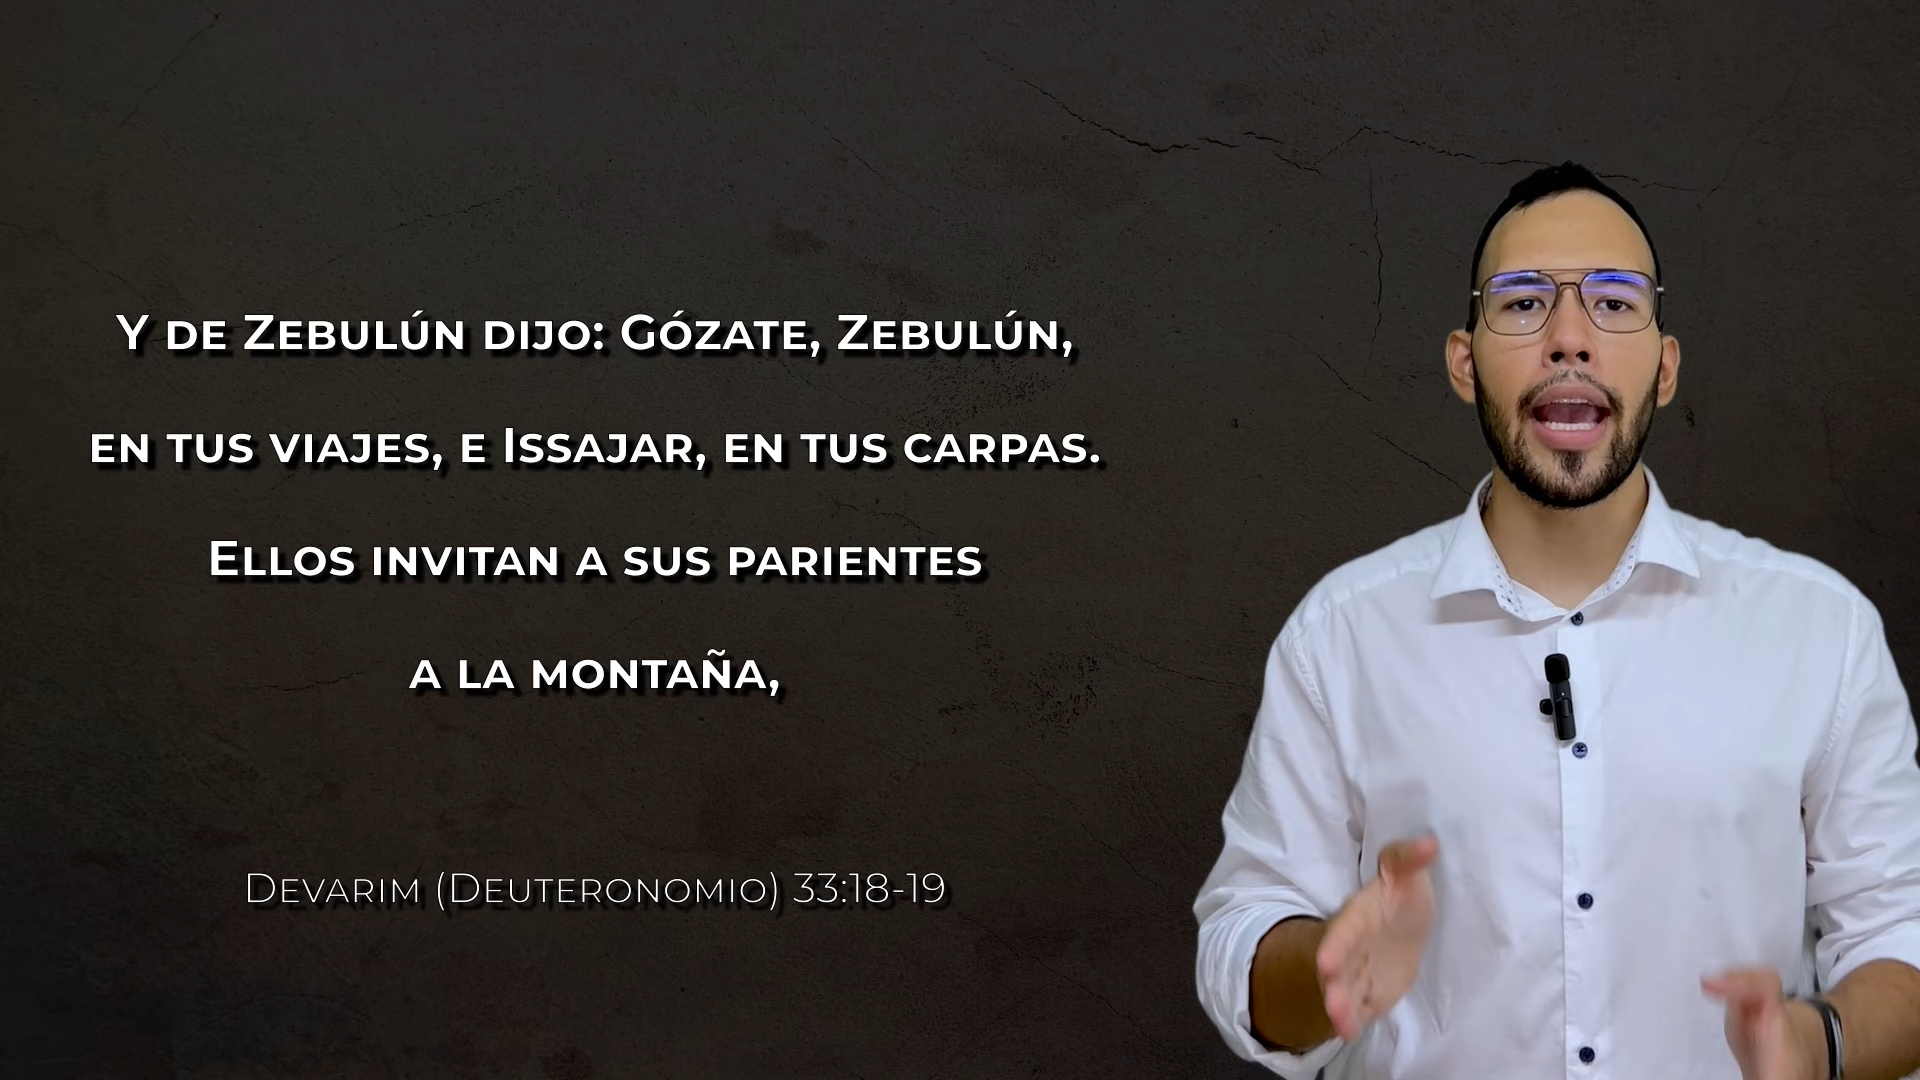 Y de Zebulún dijo: Gózate, Zebulún,
en tus viajes, e Issajar, en tus carpas.
Ellos invitan a sus parientes
a la montaña,
Devarim (Deuteronomio) 33:18-19